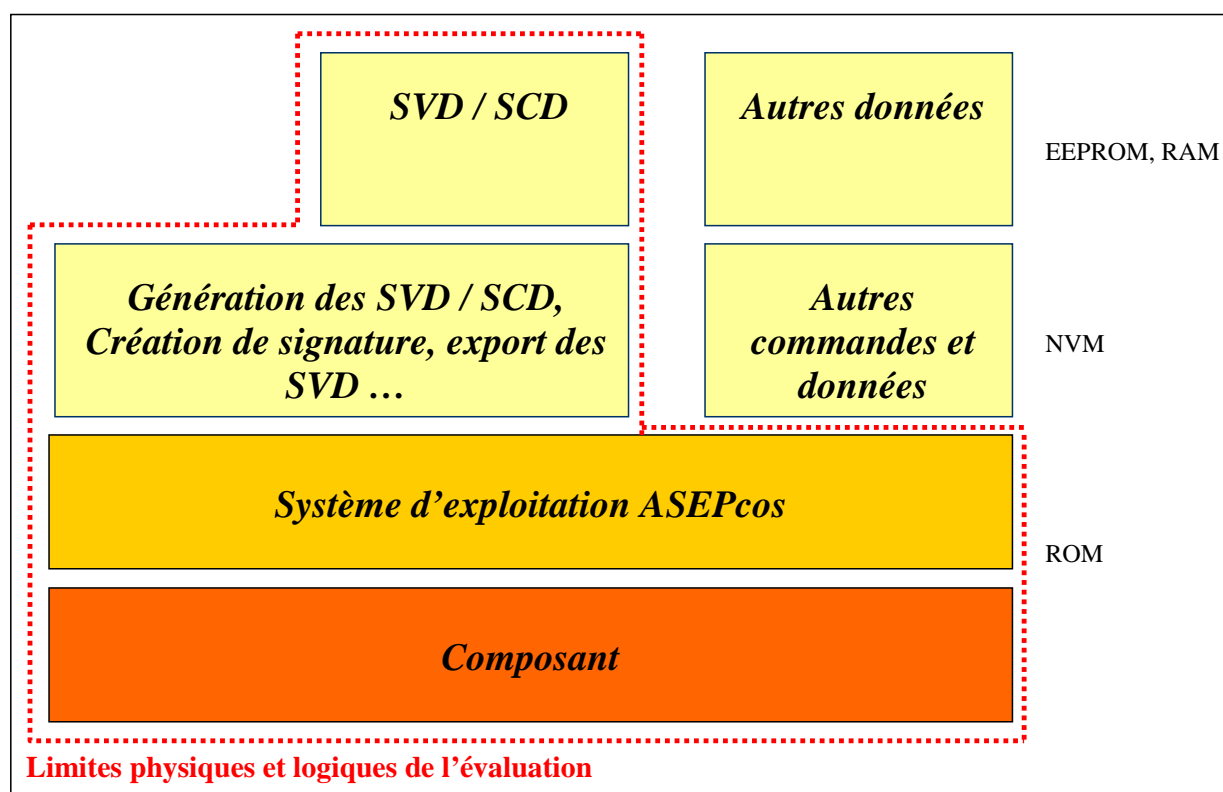 SVD / SCD
Autres données
EEPROM, RAM
Génération des SVD / SCD,
Création de signature, export des
SVD …
Autres
commandes et
données
NVM
Système d’exploitation ASEPcos
ROM
Composant
Limites physiques et logiques de l’évaluation